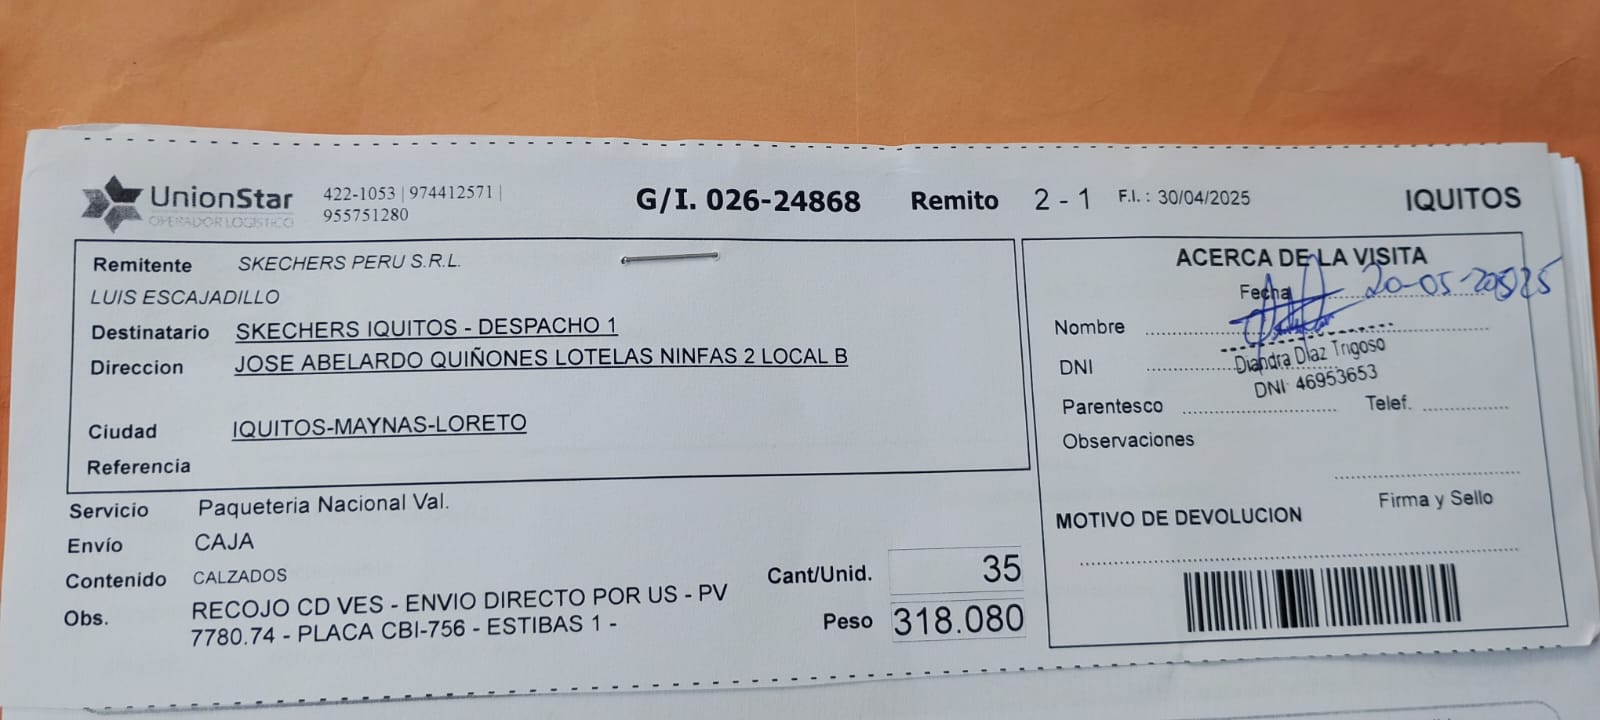 UnionStar
OPERADOR LOGISTICO
422-1053 | 974412571 |
955751280
G/I. 026-24868 Remito 2 - 1 F.I. : 30/04/2025 IQUITOS
Remitente SKECHERS PERU S.R.L.
LUIS ESCAJADILLO
Destinatario SKECHERS IQUITOS - DESPACHO 1
Direccion JOSE ABELARDO QUIÑONES LOTELAS NINFAS 2 LOCAL B
Ciudad IQUITOS-MAYNAS-LORETO
Referencia
Servicio Paqueteria Nacional Val.
Envío CAJA
Contenido CALZADOS
Obs. RECOJO CD VES - ENVIO DIRECTO POR US - PV
7780.74 - PLACA CBI-756 - ESTIBAS 1 -
Cant/Unid. 35
Peso 318.080
ACERCA DE LA VISITA
Fecha 20-05-2025
Nombre
Diandra Díaz Trigoso
DNI
DNI: 46953653
Parentesco Telef.
Observaciones
Firma y Sello
MOTIVO DE DEVOLUCION